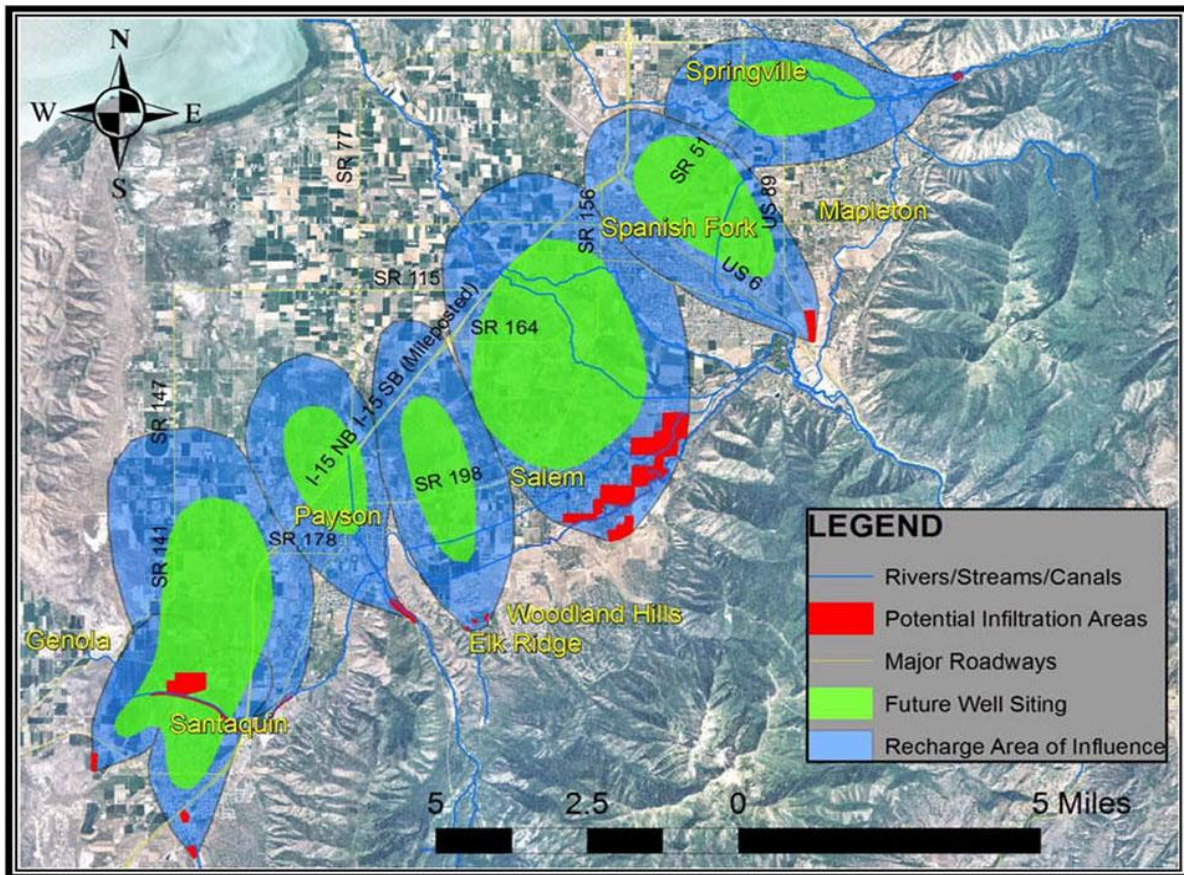 N
W E
S
Springville
SR 77
SR 51
SR 156
US 89
Mapleton
Spanish Fork
US 6
SR 115
I-15 NB I-15 SB (Mileposted)
SR 164
SR 147
SR 198
Salem
Payson
SR 178
SR 141
Woodland Hills
Elk Ridge
Genola
Santaquin
LEGEND
Rivers/Streams/Canals
Potential Infiltration Areas
Major Roadways
Future Well Siting
Recharge Area of Influence
5 2.5 0 5 Miles